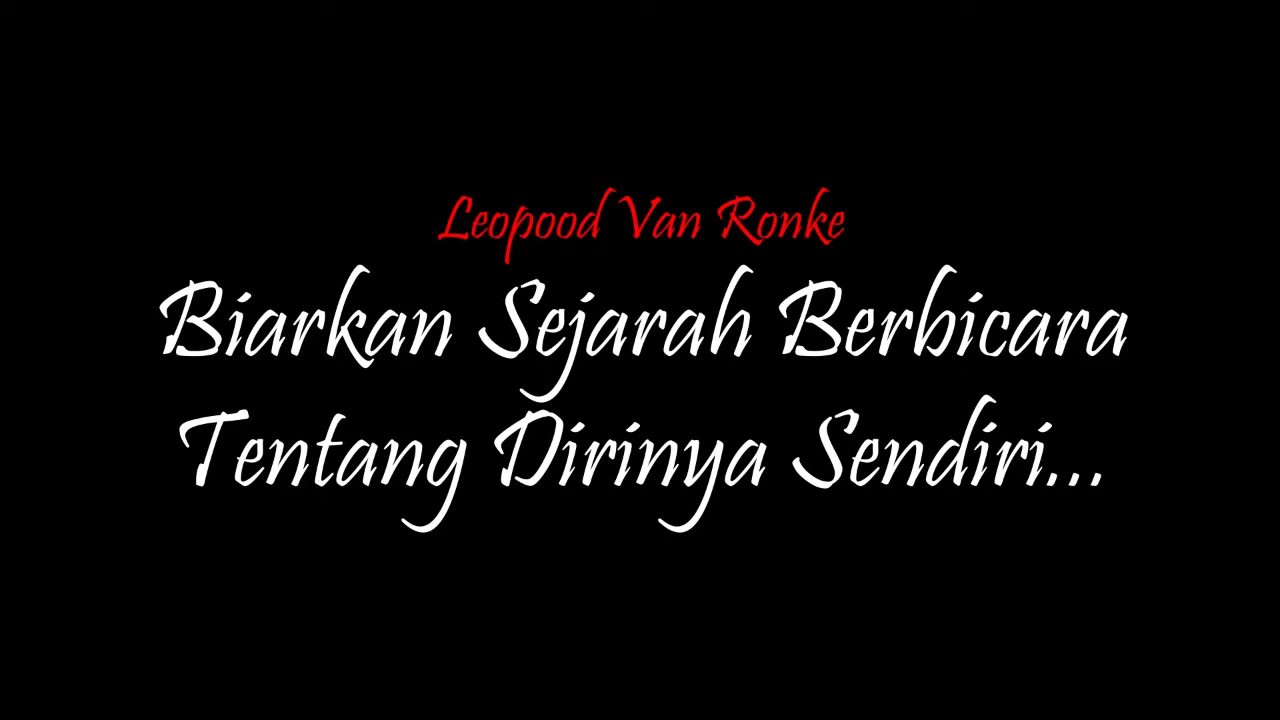 Leopood Van Ronke
Biarkan Sejarah Berbicara
Tentang Dirinya Sendiri...